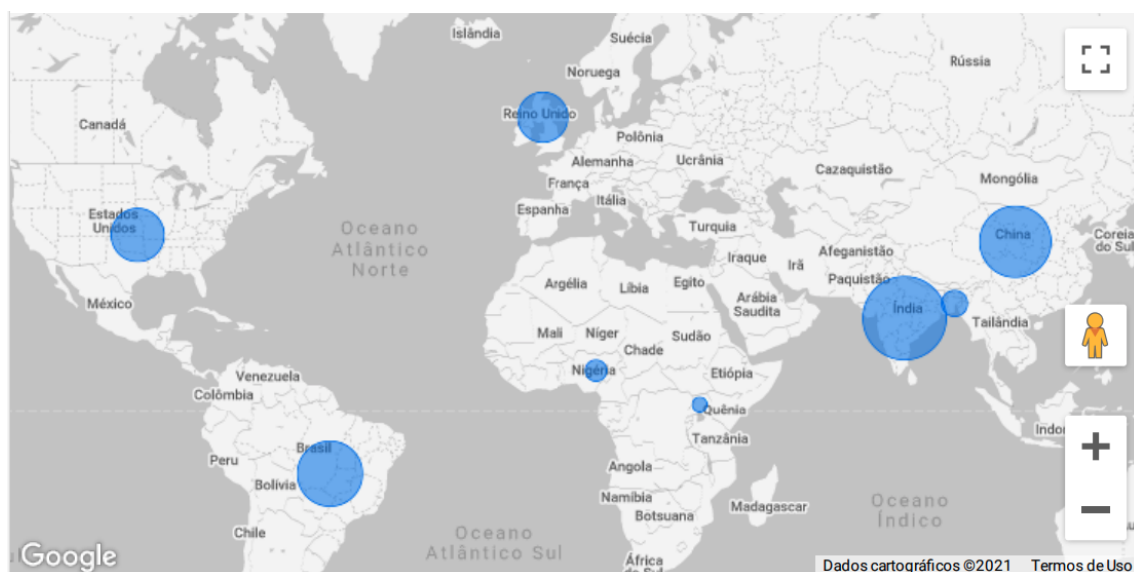 Islândia
Suécia
Noruega
Rússia
Canadá
Reino Unido
Polônia
Alemanha
Ucrânia
Cazaquistão
Mongólia
França
Itália
Espanha
Turquia
Estados
Unidos
Oceano
Atlântico
Norte
China
Coreia
do Sul
Afeganistão
Iraque
Irã
Paquistão
Argélia
Líbia
Egito
Arábia
Saudita
México
Índia
Tailândia
Mali
Níger
Sudão
Chade
Nigéria
Etiópia
Venezuela
Colômbia
Quênia
Tanzânia
Brasil
Peru
Bolívia
Angola
Namíbia
Botsuana
Madagascar
Oceano
Índico
Chile
Oceano
Atlântico Sul
África
do Sul
Google
Dados cartográficos ©2021 Termos de Uso